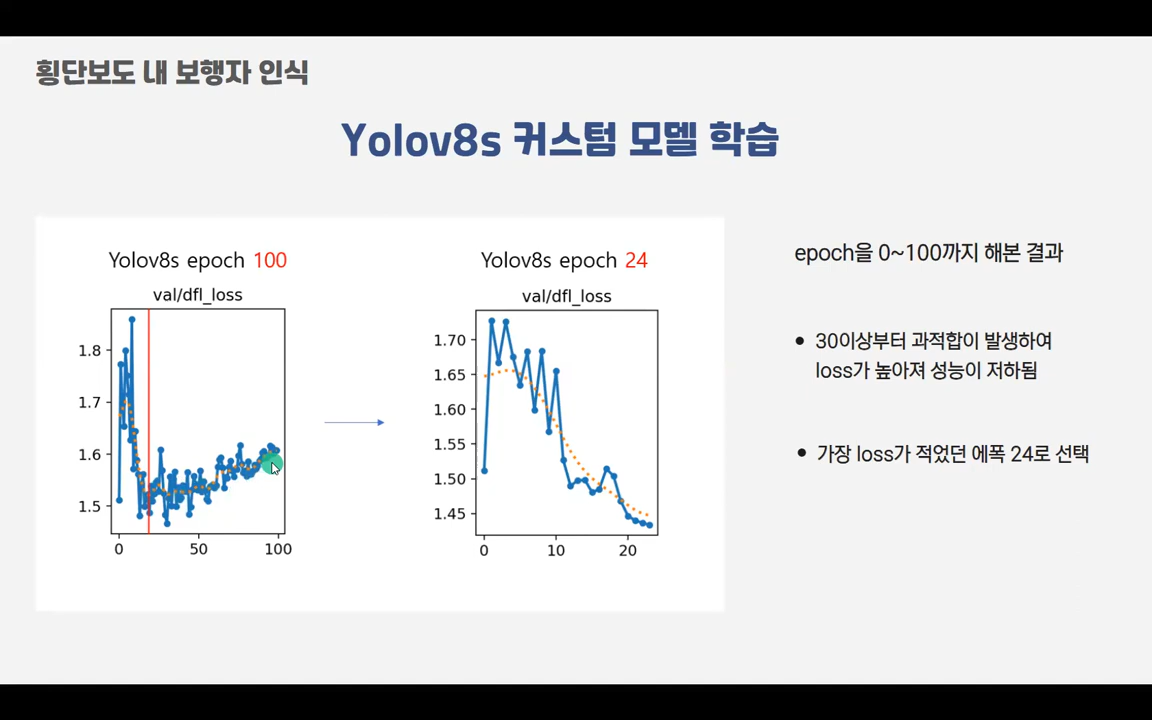 횡단보도 내 보행자 인식
Yolov8s 커스텀 모델 학습
Yolov8s epoch 100
val/dfl_loss
1.8
1.7
1.6
1.5
0 50 100
Yolov8s epoch 24
val/dfl_loss
1.70
1.65
1.60
1.55
1.50
1.45
0 10 20
epoch을 0~100까지 해본 결과
• 30이상부터 과적합이 발생하여
loss가 높아져 성능이 저하됨
• 가장 loss가 적었던 에폭 24로 선택